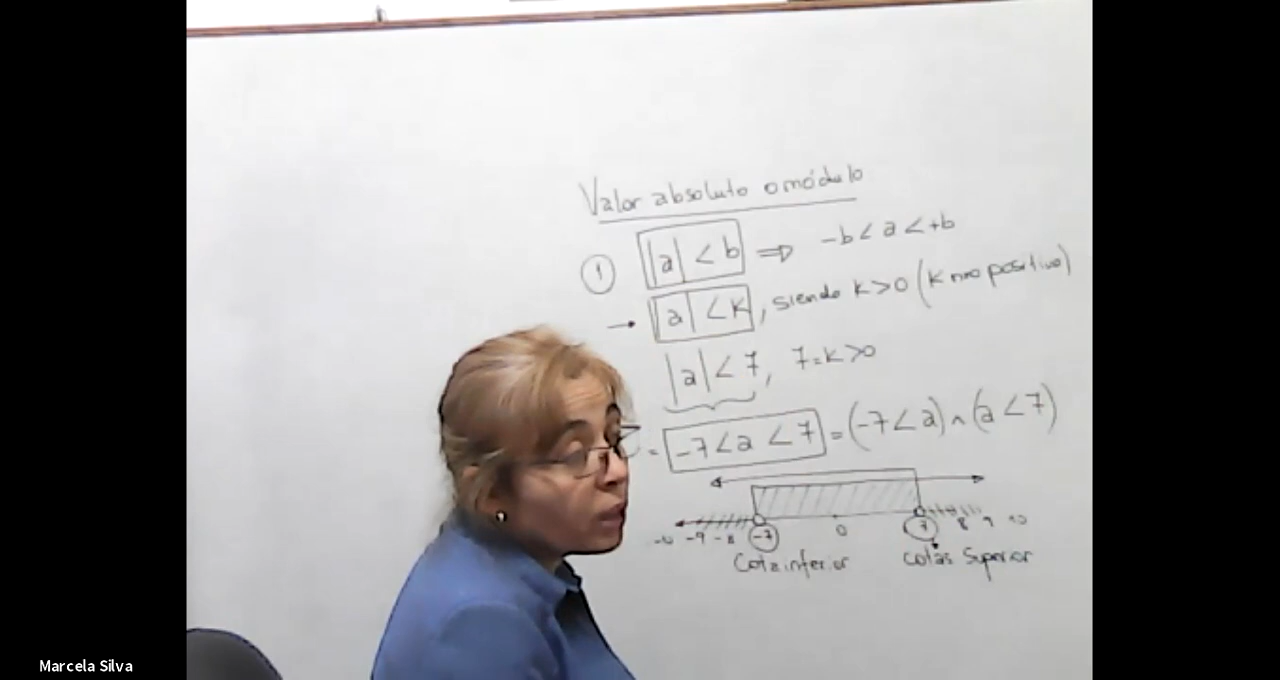 Valor absoluto o módulo
① |a| < b ⇒ -b < a < +b
→ |a| < K, siendo K > 0 (K nro positivo)
|a| < 7, 7 = K > 0
= -7 < a < 7 = (-7 < a) ∧ (a < 7)
-9 -8 -7 0 7 8 9 10
Cota inferior cotas Superior
Marcela Silva